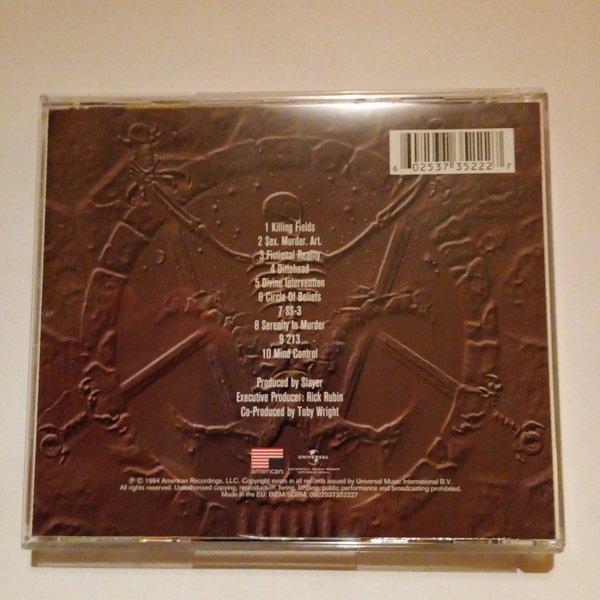 6 02537 35222 7
1 Killing Fields
2 Sex. Murder. Art.
3 Fictional Reality
4 Dittohead
5 Divine Intervention
6 Circle Of Beliefs
7 SS-3
8 Serenity In Murder
9 213
10 Mind Control
Produced by Slayer
Executive Producer: Rick Rubin
Co-Produced by Toby Wright
american
UNIVERSAL
UNIVERSAL MUSIC GROUP
INTERNATIONAL
℗ © 1994 American Recordings, LLC. Copyright exists in all records issued by Universal Music International B.V.
All rights reserved. Unauthorised copying, reproduction, hiring, lending, public performance and broadcasting prohibited.
Made in the EU. BIEM/SDRM. 0602537352227